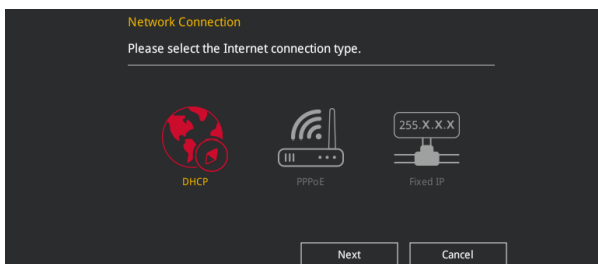 Network Connection
Please select the Internet connection type.
255.X.X.X
DHCP
PPPoE
Fixed IP
Next
Cancel